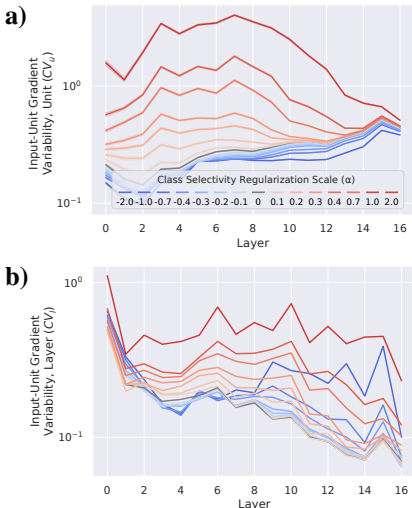 a)
Input-Unit Gradient
Variability, Unit (CVu)
10⁰
10⁻¹
Class Selectivity Regularization Scale (α)
-2.0 -1.0 -0.7 -0.4 -0.3 -0.2 -0.1 0 0.1 0.2 0.3 0.4 0.7 1.0 2.0
0 2 4 6 8 10 12 14 16
Layer
b)
Input-Unit Gradient
Variability, Layer (CVl)
10⁰
10⁻¹
0 2 4 6 8 10 12 14 16
Layer